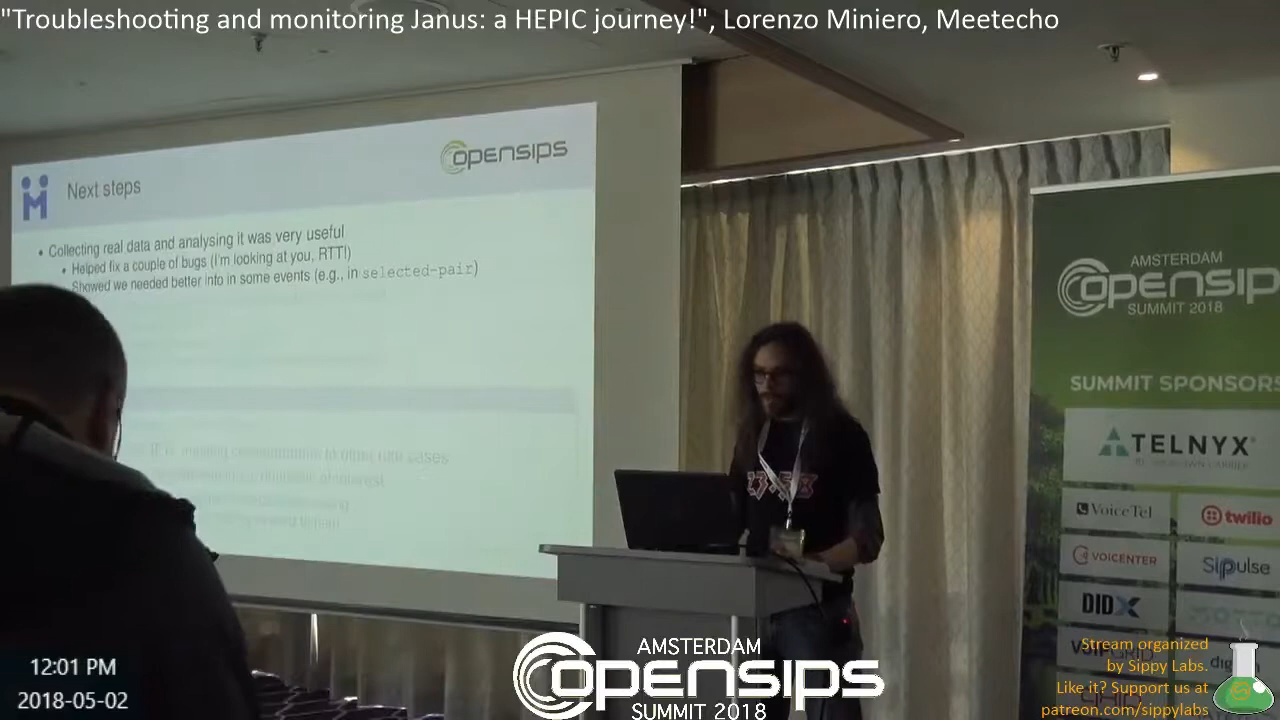 "Troubleshooting and monitoring Janus: a HEPIC journey!", Lorenzo Miniero, Meetecho
opensips
Next steps
• Collecting real data and analysing it was very useful
• Helped fix a couple of bugs (I'm looking at you, RTT!)
• Showed we needed better info in some events (e.g., in selected-pair)
AMSTERDAM
OPENSIP
SUMMIT 2018
SUMMIT SPONSORS
TELNYX
VoiceTel
twilio
VOICENTER
SIPulse
DIDX
12:01 PM
2018-05-02
AMSTERDAM
OPENSIPS
SUMMIT 2018
Stream organized
by Sippy Labs.
Like it? Support us at
patreon.com/sippylabs